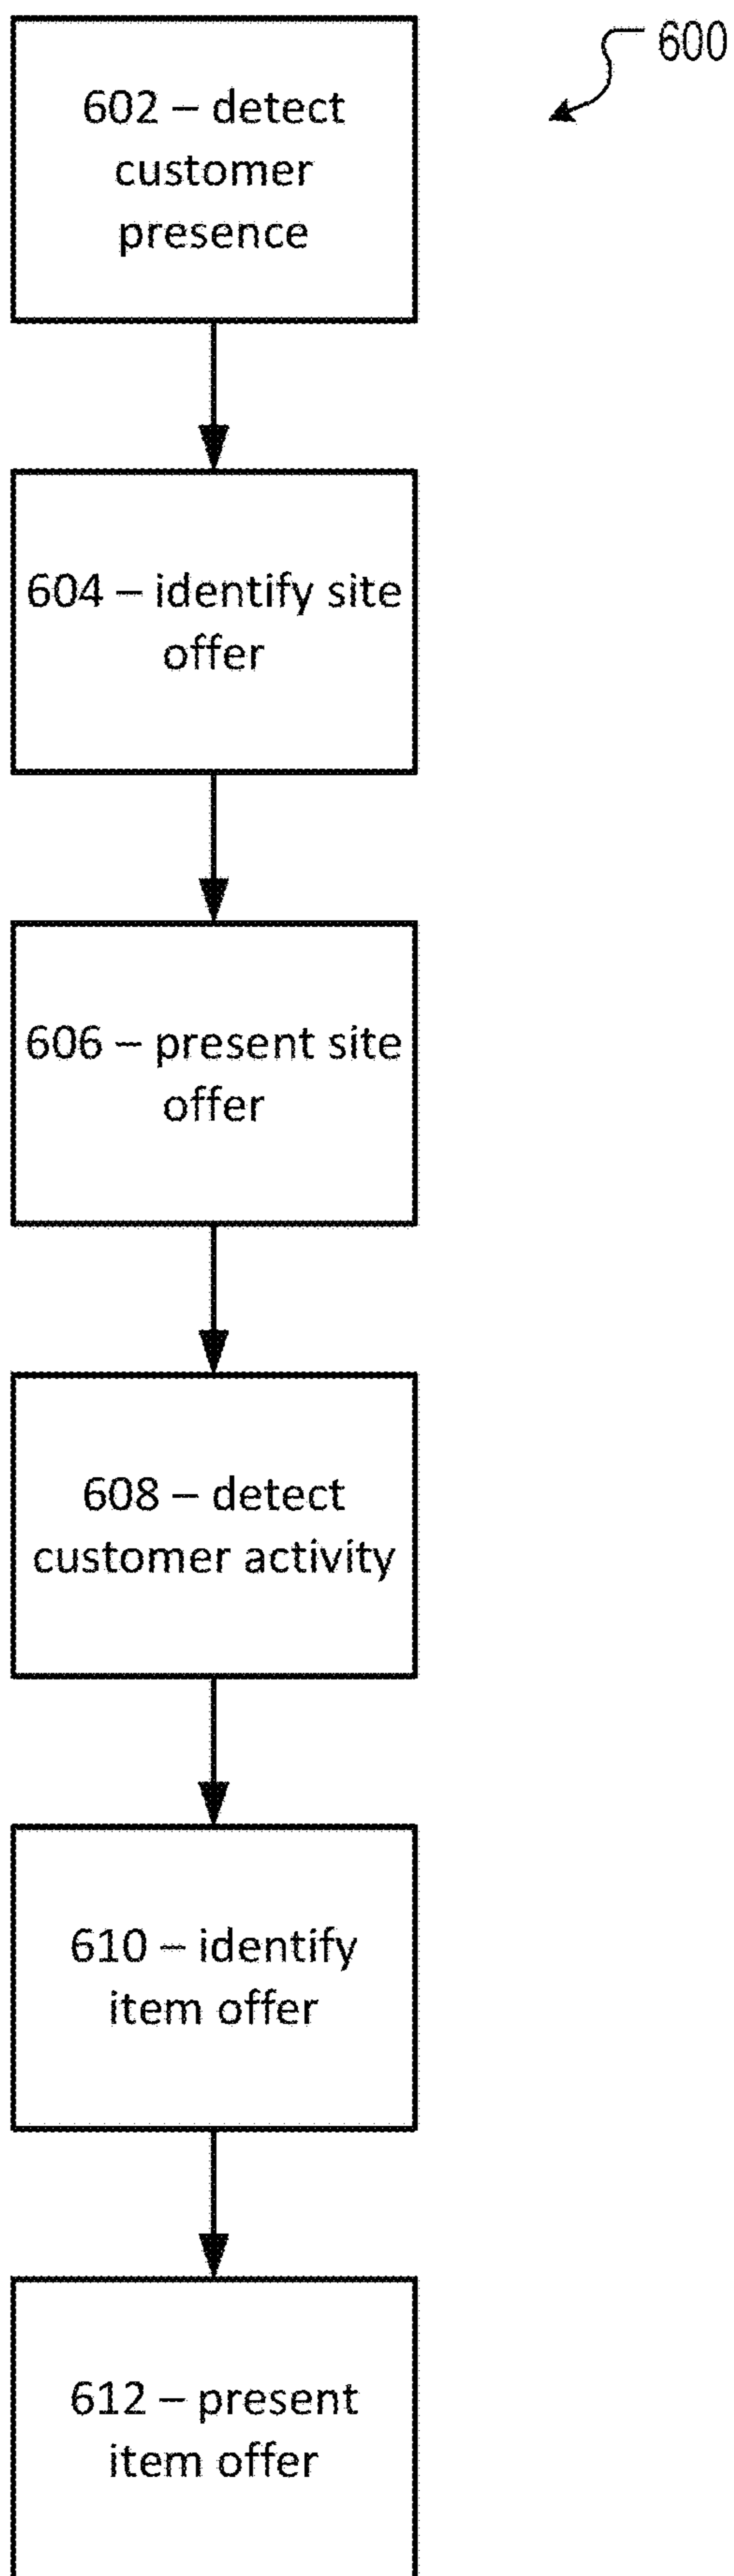 600
602 – detect
customer
presence
604 – identify site
offer
606 – present site
offer
608 – detect
customer activity
610 – identify
item offer
612 – present
item offer